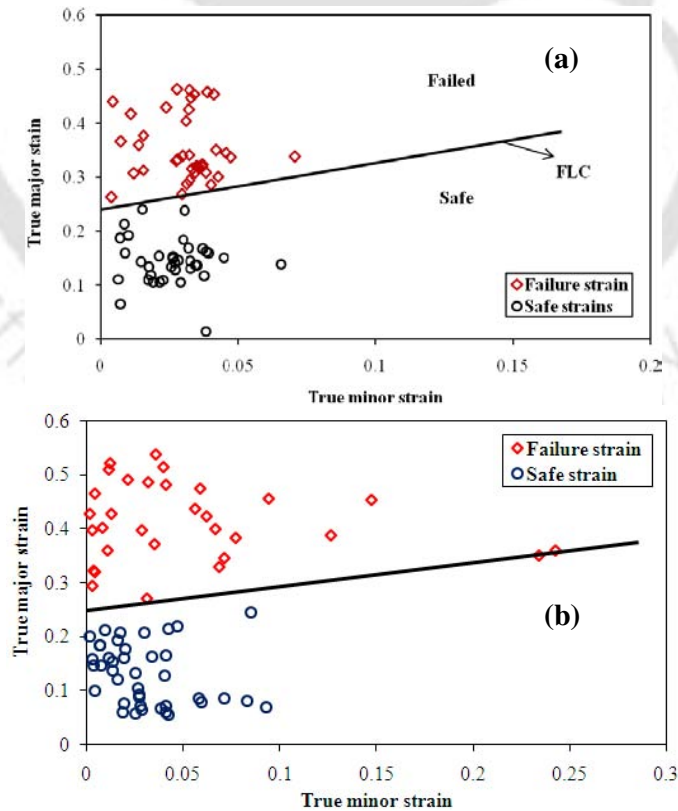 0.6
(a)
Failed
0.5
0.4
True major stain
0.3
FLC
Safe
0.2
0.1
Failure strain
Safe strains
0
0
0.05
0.1
0.15
0.2
True minor strain
0.6
Failure strain
Safe strain
0.5
0.4
True major strain
0.3
0.2
(b)
0.1
0
0
0.05
0.1
0.15
0.2
0.25
0.3
True minor strain